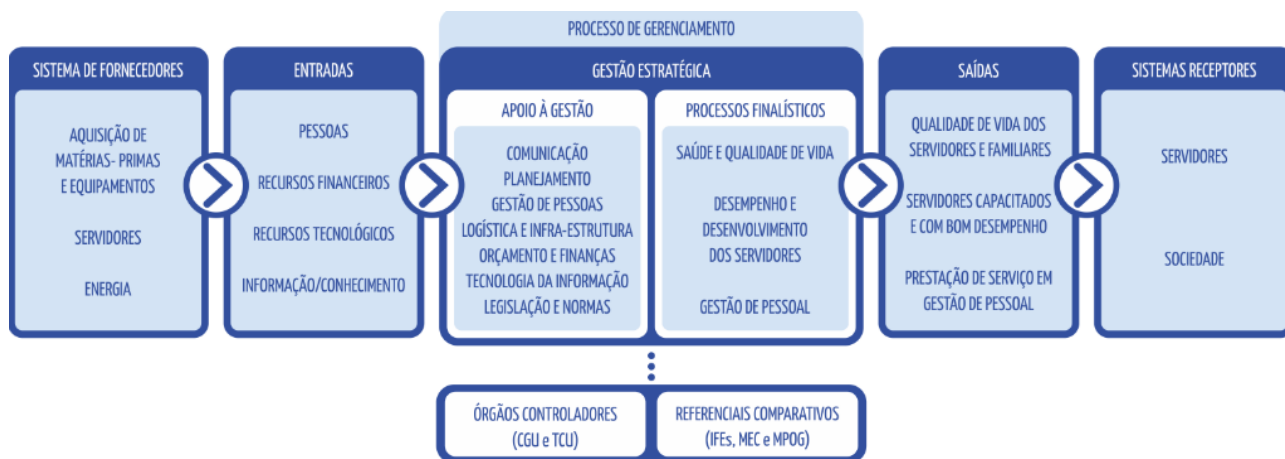 PROCESSO DE GERENCIAMENTO
SISTEMA DE FORNECEDORES
AQUISIÇÃO DE
MATÉRIAS- PRIMAS
E EQUIPAMENTOS
SERVIDORES
ENERGIA
ENTRADAS
PESSOAS
RECURSOS FINANCEIROS
RECURSOS TECNOLÓGICOS
INFORMAÇÃO/CONHECIMENTO
GESTÃO ESTRATÉGICA
APOIO À GESTÃO
COMUNICAÇÃO
PLANEJAMENTO
GESTÃO DE PESSOAS
LOGÍSTICA E INFRA-ESTRUTURA
ORÇAMENTO E FINANÇAS
TECNOLOGIA DA INFORMAÇÃO
LEGISLAÇÃO E NORMAS
PROCESSOS FINALÍSTICOS
SAÚDE E QUALIDADE DE VIDA
DESEMPENHO E
DESENVOLVIMENTO
DOS SERVIDORES
GESTÃO DE PESSOAL
SAÍDAS
QUALIDADE DE VIDA DOS
SERVIDORES E FAMILIARES
SERVIDORES CAPACITADOS
E COM BOM DESEMPENHO
PRESTAÇÃO DE SERVIÇO EM
GESTÃO DE PESSOAL
SISTEMAS RECEPTORES
SERVIDORES
SOCIEDADE
ÓRGÃOS CONTROLADORES
(CGU e TCU)
REFERENCIAIS COMPARATIVOS
(IFEs, MEC e MPOG)